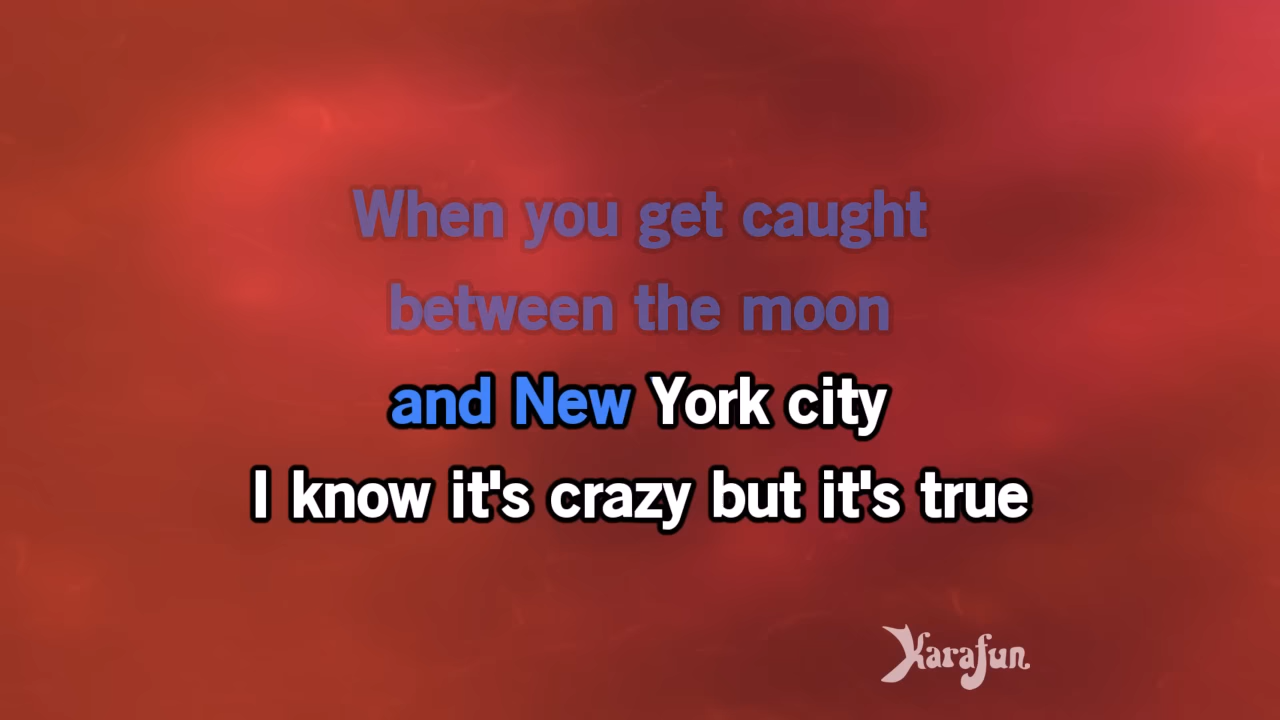 When you get caught
between the moon
and New York city
I know it's crazy but it's true
Karafun